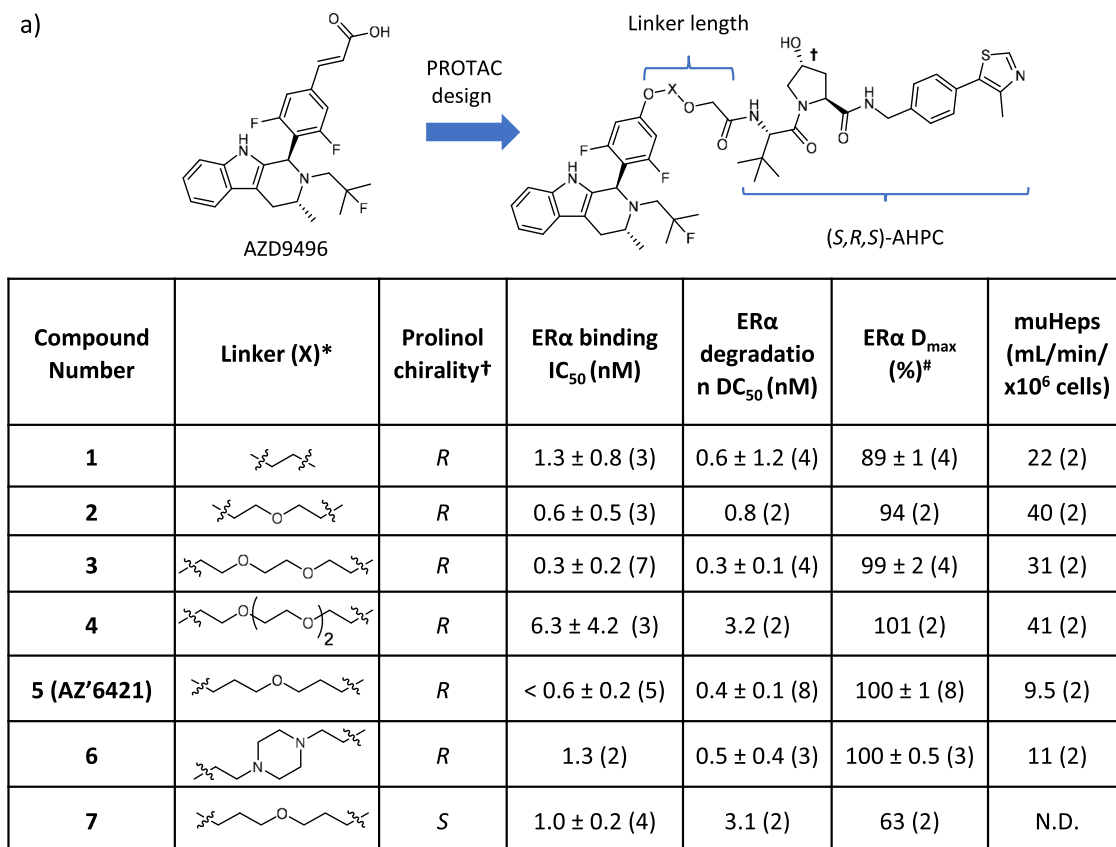 a)
PROTAC
design
Linker length
AZD9496
(S,R,S)-AHPC
O
OH
F
F
H
N
N
F
O
X
O
O
F
F
H
N
N
F
H
N
O
O
N
HO
†
O
H
N
S
N
Compound
Number
Linker (X)*
Prolinol
chirality†
ERα binding
IC50 (nM)
ERα
degradatio
n DC50 (nM)
ERα Dmax
(%)#
muHeps
(mL/min/
x10⁶ cells)
1
R
1.3 ± 0.8 (3)
0.6 ± 1.2 (4)
89 ± 1 (4)
22 (2)
2
O
R
0.6 ± 0.5 (3)
0.8 (2)
94 (2)
40 (2)
3
O
O
R
0.3 ± 0.2 (7)
0.3 ± 0.1 (4)
99 ± 2 (4)
31 (2)
4
O
O
2
R
6.3 ± 4.2 (3)
3.2 (2)
101 (2)
41 (2)
5 (AZ’6421)
O
R
< 0.6 ± 0.2 (5)
0.4 ± 0.1 (8)
100 ± 1 (8)
9.5 (2)
6
N
N
R
1.3 (2)
0.5 ± 0.4 (3)
100 ± 0.5 (3)
11 (2)
7
O
S
1.0 ± 0.2 (4)
3.1 (2)
63 (2)
N.D.